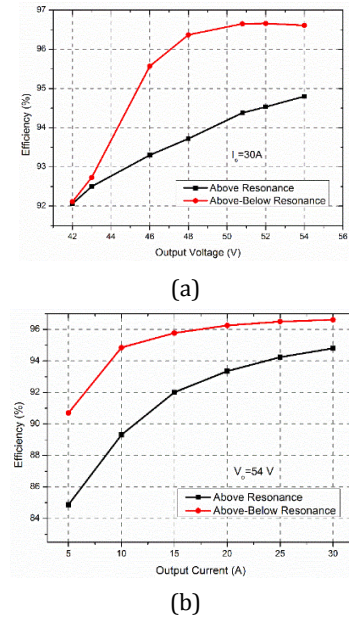 97
96
95
94
93
92
Efficiency (%)
I₀=30A
Above Resonance
Above-Below Resonance
42 44 46 48 50 52 54 56
Output Voltage (V)
(a)
96
94
92
90
88
86
84
Efficiency (%)
V₀=54 V
Above Resonance
Above-Below Resonance
5 10 15 20 25 30
Output Current (A)
(b)